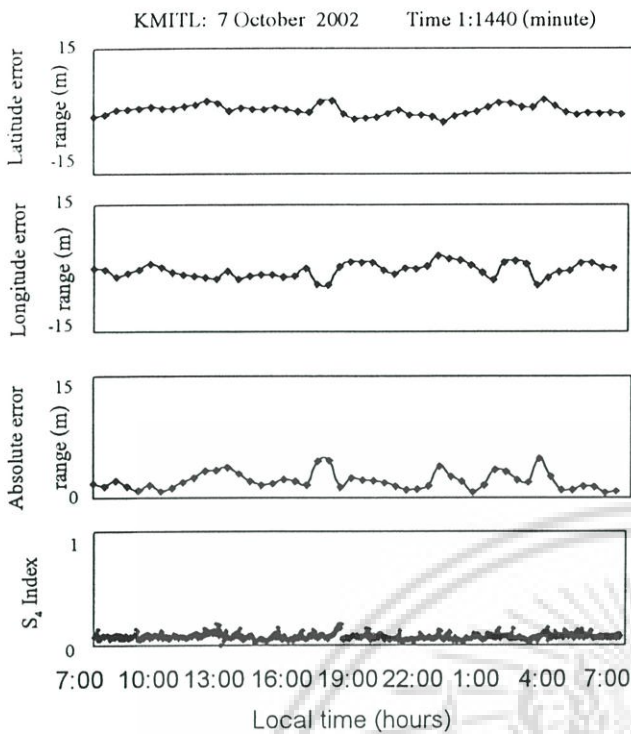 KMITL: 7 October 2002 Time 1:1440 (minute)
Latitude error
range (m)
15
-15
Longitude error
range (m)
15
-15
Absolute error
range (m)
15
0
S4 Index
1
0
7:00 10:00 13:00 16:00 19:00 22:00 1:00 4:00 7:00
Local time (hours)